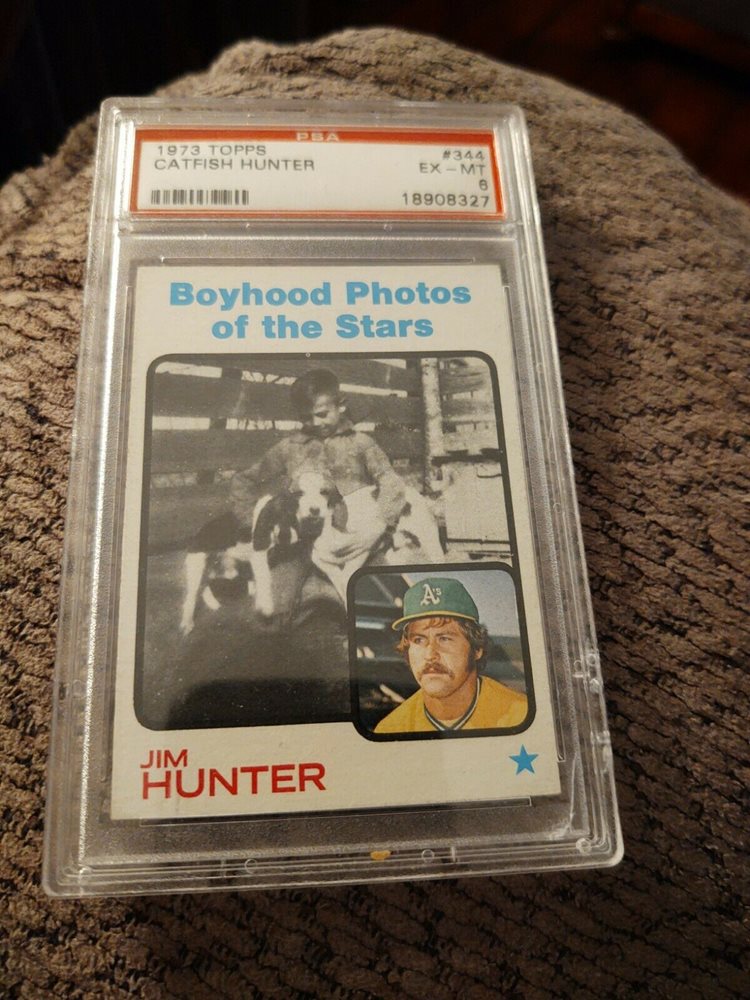 PSA
1973 TOPPS #344
CATFISH HUNTER EX - MT
6
18908327
Boyhood Photos
of the Stars
A's
JIM
HUNTER